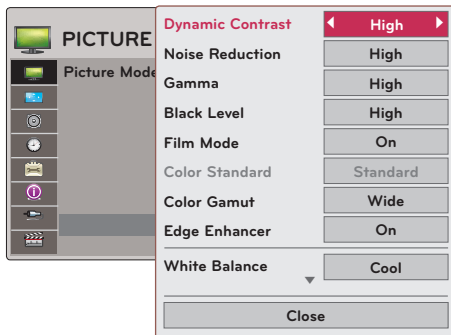 PICTURE
Picture Mode
Dynamic Contrast High
Noise Reduction High
Gamma High
Black Level High
Film Mode On
Color Standard Standard
Color Gamut Wide
Edge Enhancer On
White Balance Cool
Close